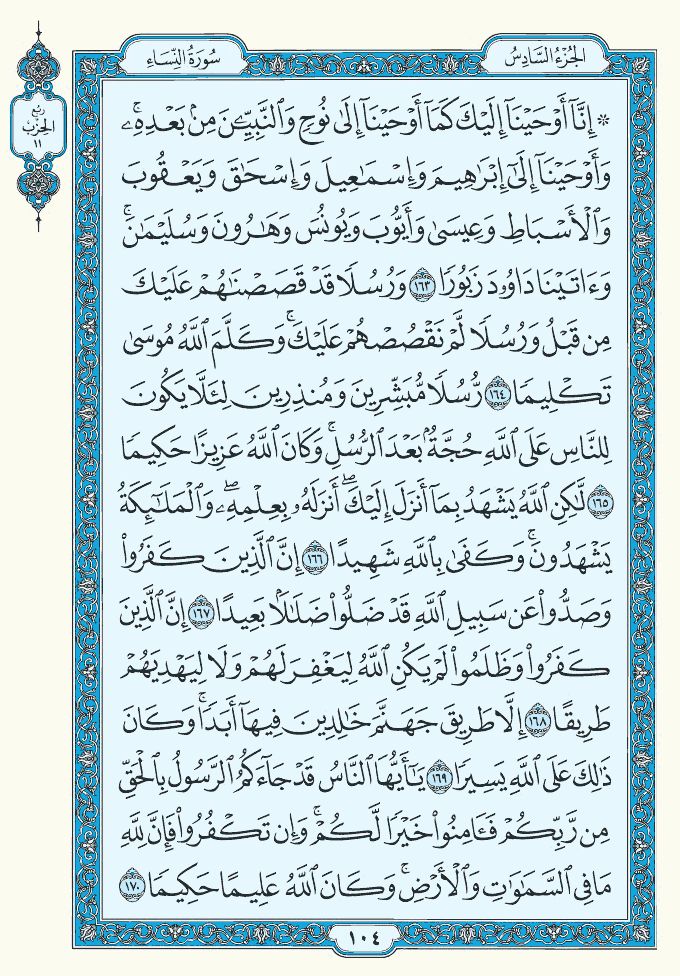 الجُزْءُ السَّادِسُ
سُورَةُ النِّسَاءِ
رُبْع
الحِزْب
١١
۞ إِنَّآ أَوْحَيْنَآ إِلَيْكَ كَمَآ أَوْحَيْنَآ إِلَىٰ نُوحٍ وَٱلنَّبِيِّـۧنَ مِنۢ بَعْدِهِۦۚ
وَأَوْحَيْنَآ إِلَىٰٓ إِبْرَٰهِيمَ وَإِسْمَـٰعِيلَ وَإِسْحَـٰقَ وَيَعْقُوبَ
وَٱلْأَسْبَاطِ وَعِيسَىٰ وَأَيُّوبَ وَيُونُسَ وَهَـٰرُونَ وَسُلَيْمَـٰنَۚ
وَءَاتَيْنَا دَاوُۥدَ زَبُورًا ١٦٣ وَرُسُلًا قَدْ قَصَصْنَـٰهُمْ عَلَيْكَ
مِن قَبْلُ وَرُسُلًا لَّمْ نَقْصُصْهُمْ عَلَيْكَۚ وَكَلَّمَ ٱللَّهُ مُوسَىٰ
تَكْلِيمًا ١٦٤ رُّسُلًا مُّبَشِّرِينَ وَمُنذِرِينَ لِئَلَّا يَكُونَ
لِلنَّاسِ عَلَى ٱللَّهِ حُجَّةٌۢ بَعْدَ ٱلرُّسُلِۚ وَكَانَ ٱللَّهُ عَزِيزًا حَكِيمًا
١٦٥ لَّـٰكِنِ ٱللَّهُ يَشْهَدُ بِمَآ أَنزَلَ إِلَيْكَۖ أَنزَلَهُۥ بِعِلْمِهِۦۖ وَٱلْمَلَـٰٓئِكَةُ
يَشْهَدُونَۚ وَكَفَىٰ بِٱللَّهِ شَهِيدًا ١٦٦ إِنَّ ٱلَّذِينَ كَفَرُوا۟
وَصَدُّوا۟ عَن سَبِيلِ ٱللَّهِ قَدْ ضَلُّوا۟ ضَلَـٰلًۢا بَعِيدًا ١٦٧ إِنَّ ٱلَّذِينَ
كَفَرُوا۟ وَظَلَمُوا۟ لَمْ يَكُنِ ٱللَّهُ لِيَغْفِرَ لَهُمْ وَلَا لِيَهْدِيَهُمْ
طَرِيقًا ١٦٨ إِلَّا طَرِيقَ جَهَنَّمَ خَـٰلِدِينَ فِيهَآ أَبَدًاۚ وَكَانَ
ذَٰلِكَ عَلَى ٱللَّهِ يَسِيرًا ١٦٩ يَـٰٓأَيُّهَا ٱلنَّاسُ قَدْ جَآءَكُمُ ٱلرَّسُولُ بِٱلْحَقِّ
مِن رَّبِّكُمْ فَـَٔامِنُوا۟ خَيْرًا لَّكُمْۚ وَإِن تَكْفُرُوا۟ فَإِنَّ لِلَّهِ
مَا فِى ٱلسَّمَـٰوَٰتِ وَٱلْأَرْضِۚ وَكَانَ ٱللَّهُ عَلِيمًا حَكِيمًا ١٧٠
١٠٤